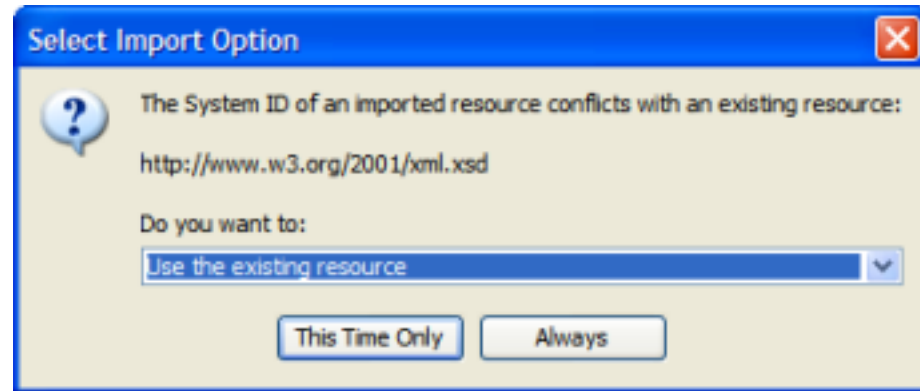 Select Import Option
The System ID of an imported resource conflicts with an existing resource:
http://www.w3.org/2001/xml.xsd
Do you want to:
Use the existing resource
This Time Only Always